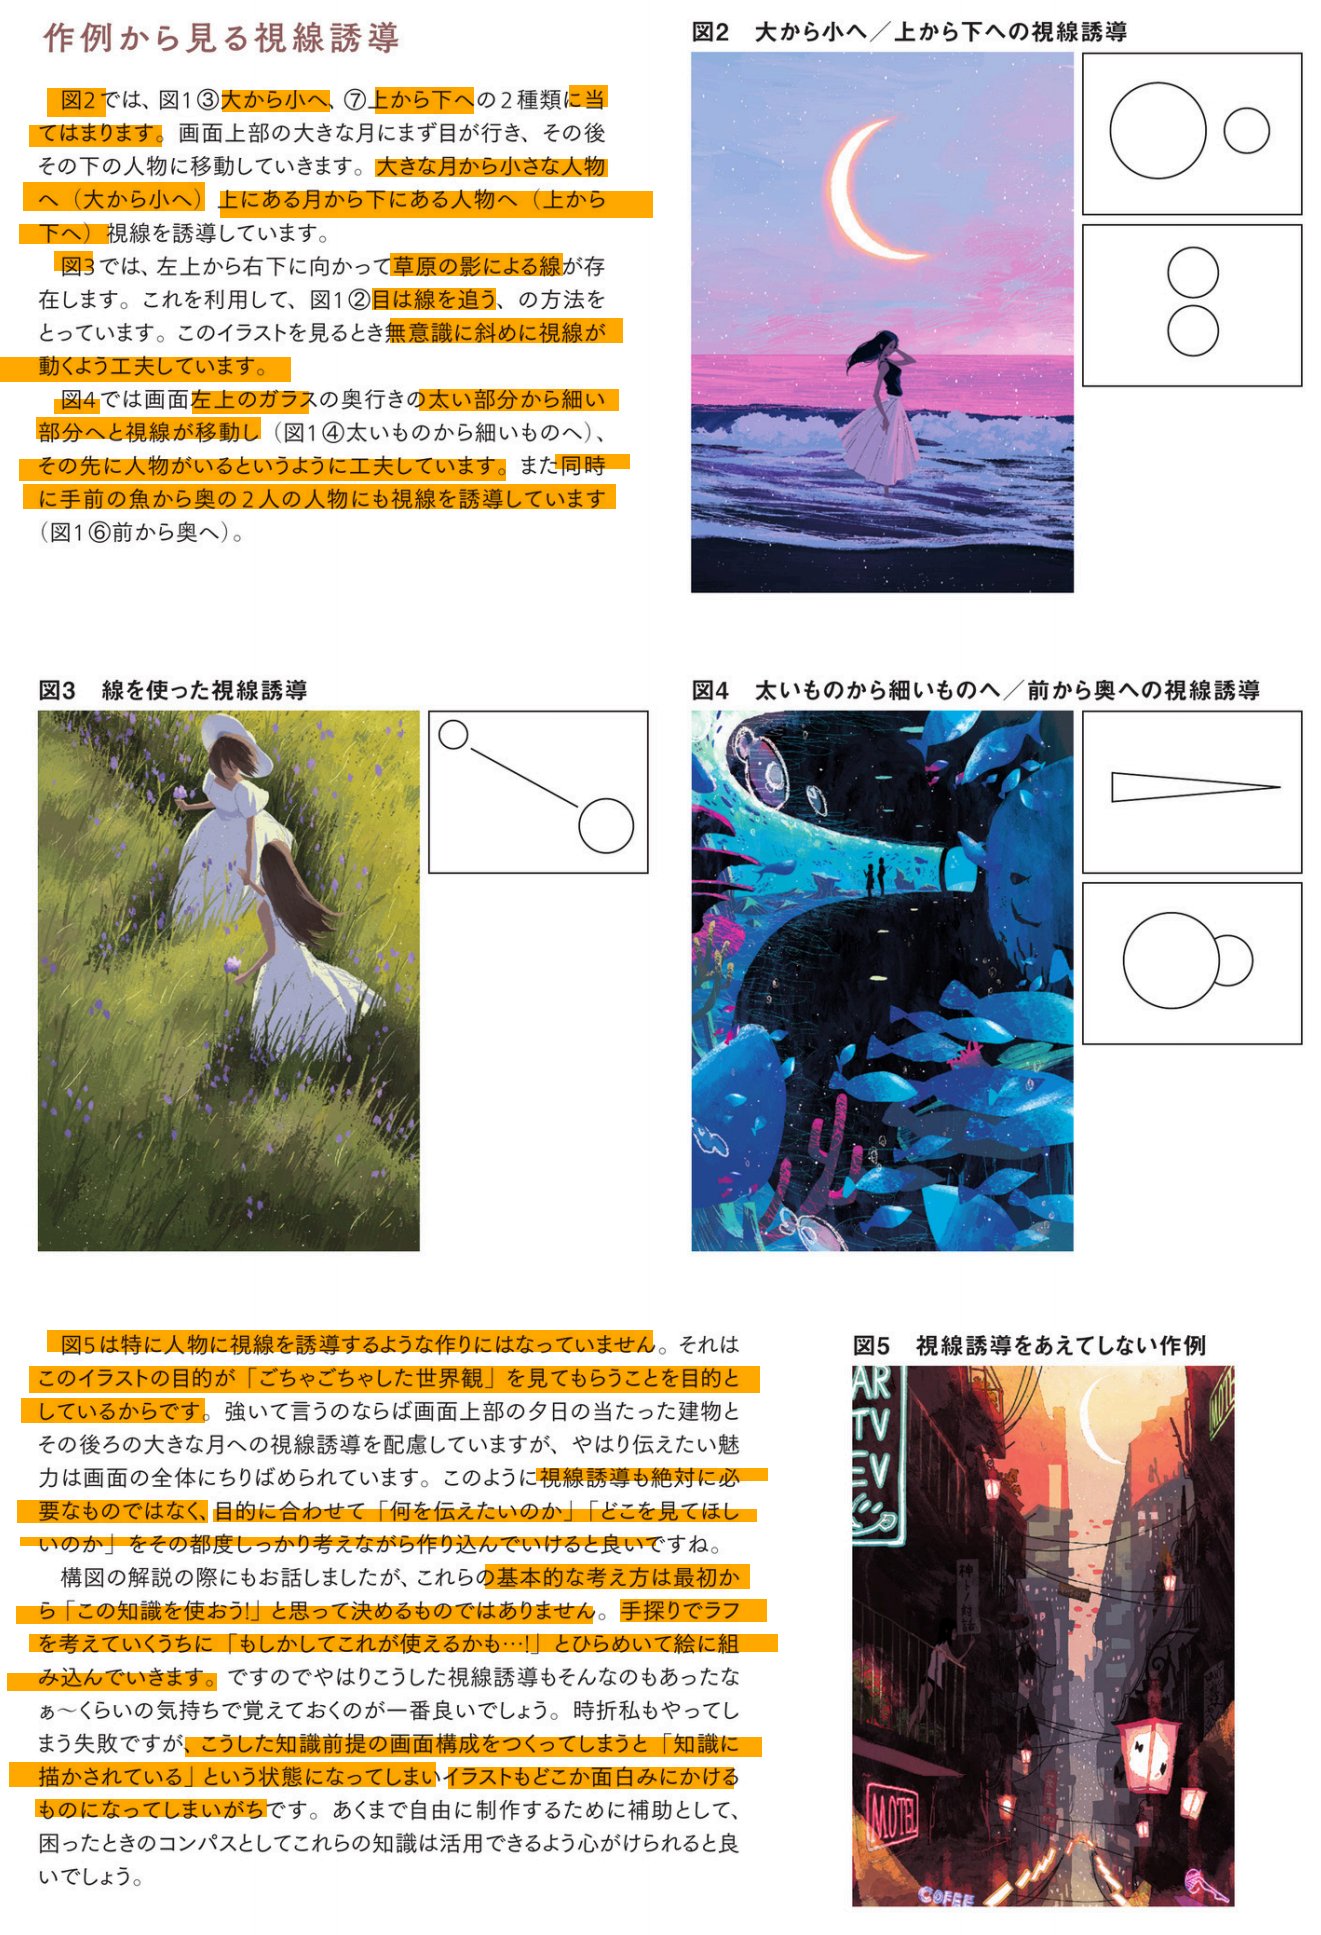 作例から見る視線誘導
図2では、図1③大から小へ、⑦上から下への2種類に当
てはまります。画面上部の大きな月にまず目が行き、その後
その下の人物に移動していきます。大きな月から小さな人物
へ（大から小へ）上にある月から下にある人物へ（上から
下へ）視線を誘導しています。
図3では、左上から右下に向かって草原の影による線が存
在します。これを利用して、図1②目は線を追う、の方法を
とっています。このイラストを見るとき無意識に斜めに視線が
動くよう工夫しています。
図4では画面左上のガラスの奥行きの太い部分から細い
部分へと視線が移動し（図1④太いものから細いものへ）、
その先に人物がいるというように工夫しています。また同時
に手前の魚から奥の2人の人物にも視線を誘導しています
（図1⑥前から奥へ）。
図2 大から小へ／上から下への視線誘導
図3 線を使った視線誘導
図4 太いものから細いものへ／前から奥への視線誘導
図5は特に人物に視線を誘導するような作りにはなっていません。それは
このイラストの目的が「ごちゃごちゃした世界観」を見てもらうことを目的と
しているからです。強いて言うのならば画面上部の夕日の当たった建物と
その後ろの大きな月への視線誘導を配慮していますが、やはり伝えたい魅
力は画面の全体にちりばめられています。このように視線誘導も絶対に必
要なものではなく、目的に合わせて「何を伝えたいのか」「どこを見てほし
いのか」をその都度しっかり考えながら作り込んでいけると良いですね。
構図の解説の際にもお話しましたが、これらの基本的な考え方は最初か
ら「この知識を使おう!」と思って決めるものではありません。手探りでラフ
を考えていくうちに「もしかしてこれが使えるかも…!」とひらめいて絵に組
み込んでいきます。ですのでやはりこうした視線誘導もそんなのもあったな
ぁ〜くらいの気持ちで覚えておくのが一番良いでしょう。時折私もやってし
まう失敗ですが、こうした知識前提の画面構成をつくってしまうと「知識に
描かされている」という状態になってしまいイラストもどこか面白みにかける
ものになってしまいがちです。あくまで自由に制作するために補助として、
困ったときのコンパスとしてこれらの知識は活用できるよう心がけられると良
いでしょう。
図5 視線誘導をあえてしない作例
AR
TV
EV
MOTEL
COFEE